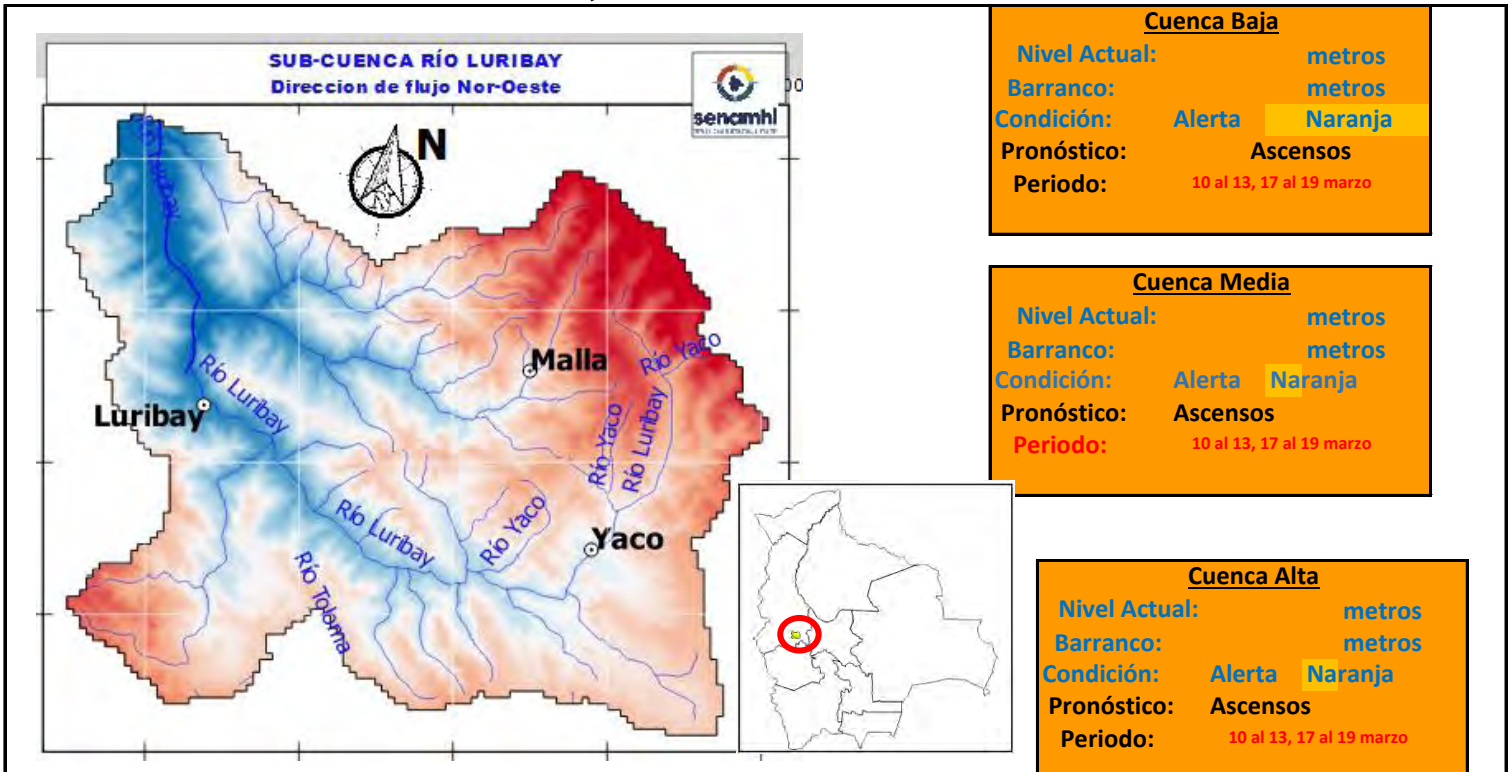 SUB-CUENCA RÍO LURIBAY
Direccion de flujo Nor-Oeste
senamhi
00
N
Río Luribay
Malla
Río Yaco
Luribay
Río Luribay
Río Yaco
Río Luribay
Río Luribay
Río Yaco
Yaco
Río Tolama
Cuenca Baja
Nivel Actual: metros
Barranco: metros
Condición: Alerta Naranja
Pronóstico: Ascensos
Periodo: 10 al 13, 17 al 19 marzo
Cuenca Media
Nivel Actual: metros
Barranco: metros
Condición: Alerta Naranja
Pronóstico: Ascensos
Periodo: 10 al 13, 17 al 19 marzo
Cuenca Alta
Nivel Actual: metros
Barranco: metros
Condición: Alerta Naranja
Pronóstico: Ascensos
Periodo: 10 al 13, 17 al 19 marzo